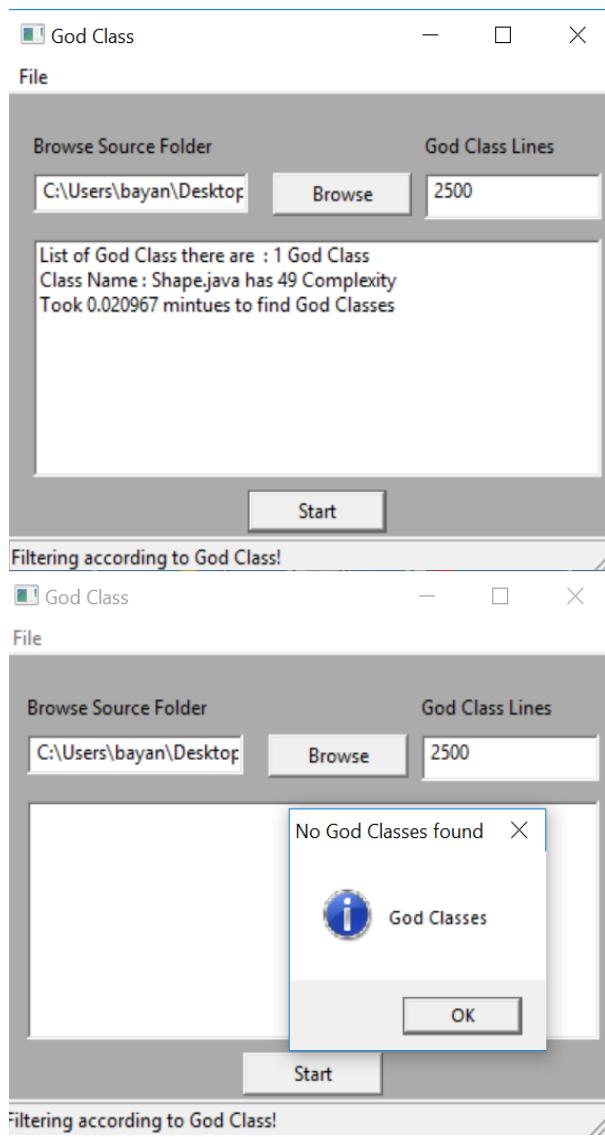 God Class
File
Browse Source Folder God Class Lines
C:\Users\bayan\Desktop Browse 2500
List of God Class there are : 1 God Class
Class Name : Shape.java has 49 Complexity
Took 0.020967 mintues to find God Classes
Start
Filtering according to God Class!
God Class
File
Browse Source Folder God Class Lines
C:\Users\bayan\Desktop Browse 2500
No God Classes found
God Classes
OK
Start
Filtering according to God Class!